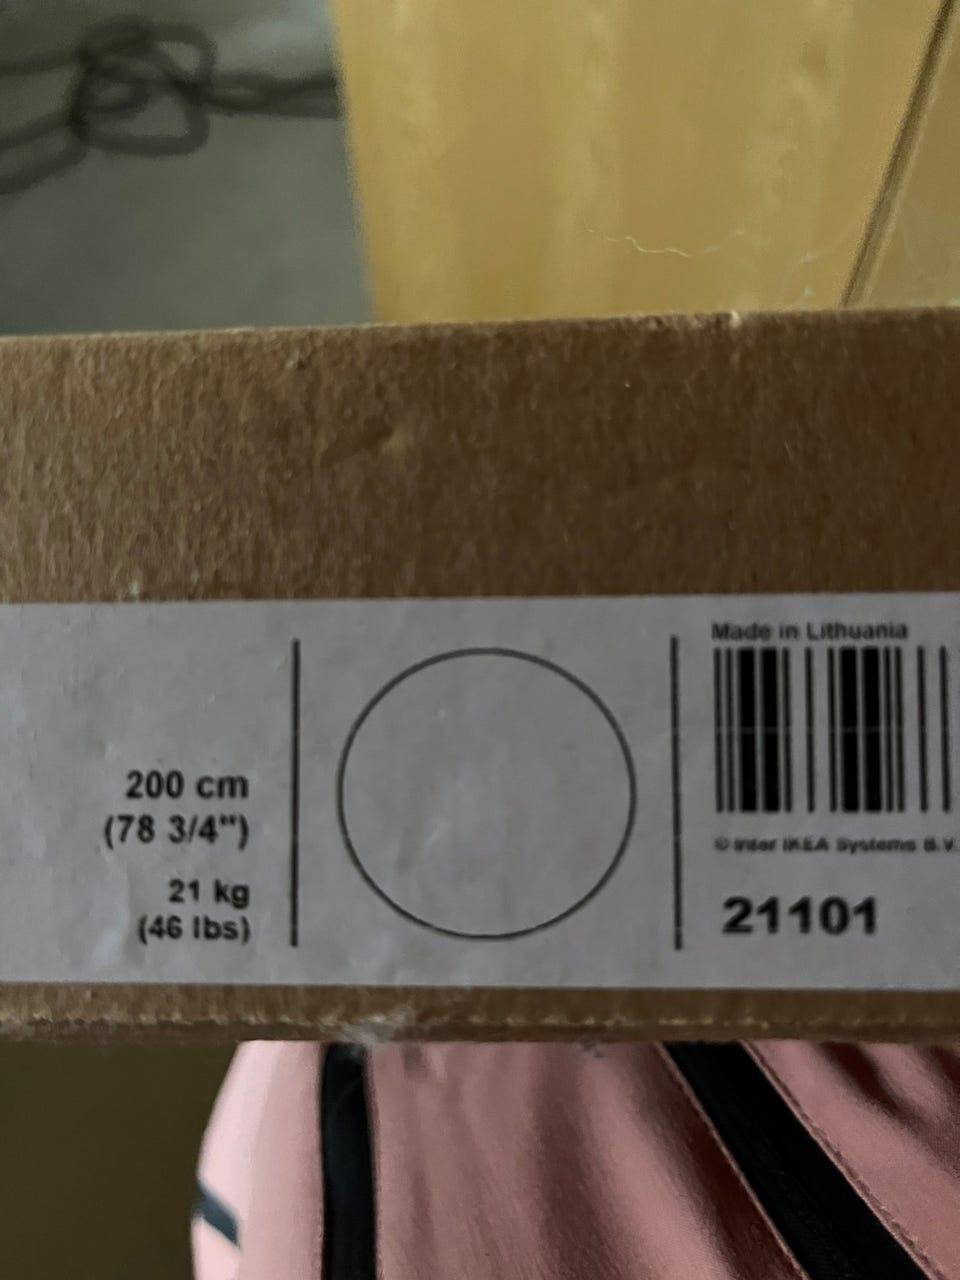 200 cm
(78 3/4")
21 kg
(46 lbs)
Made in Lithuania
© Inter IKEA Systems B.V.
21101